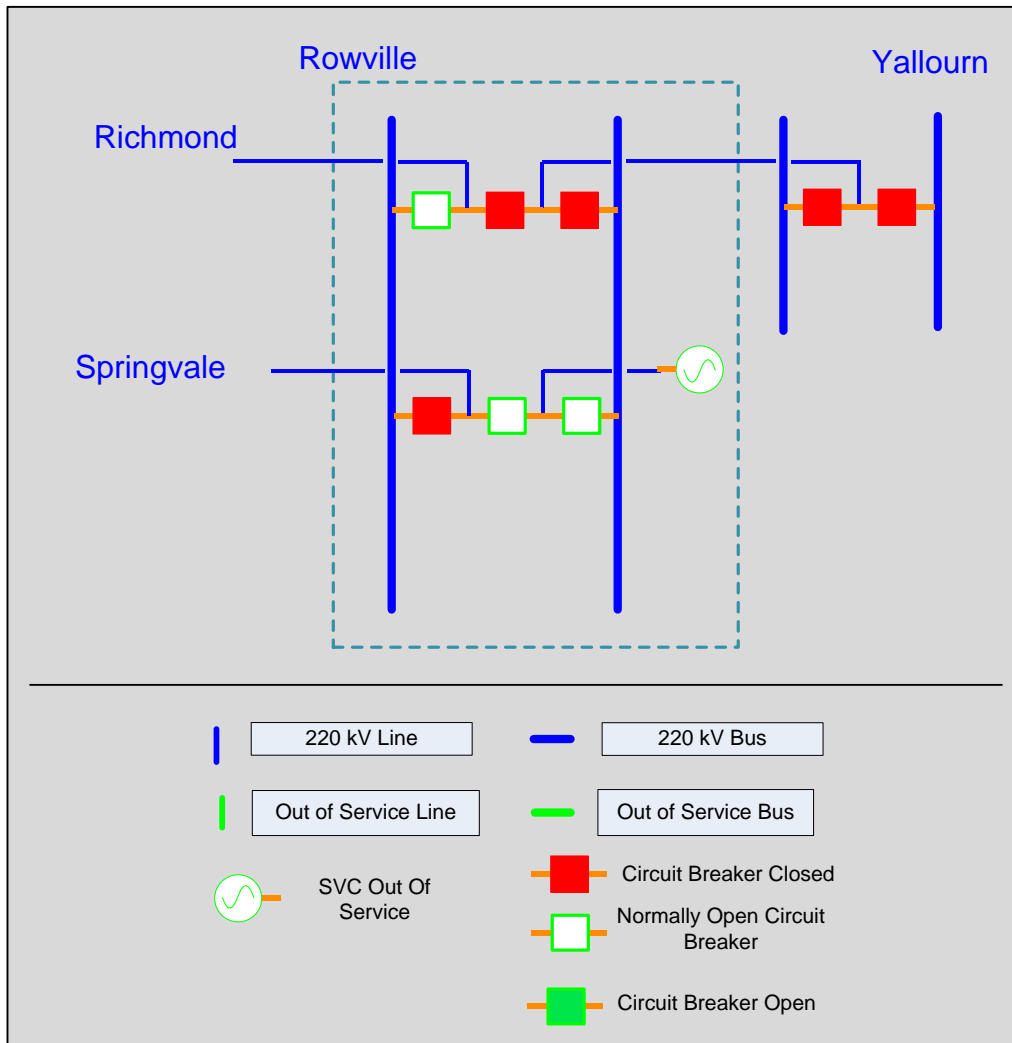 Rowville
Yallourn
Richmond
Springvale
220 kV Line
220 kV Bus
Out of Service Line
Out of Service Bus
SVC Out Of
Service
Circuit Breaker Closed
Normally Open Circuit
Breaker
Circuit Breaker Open